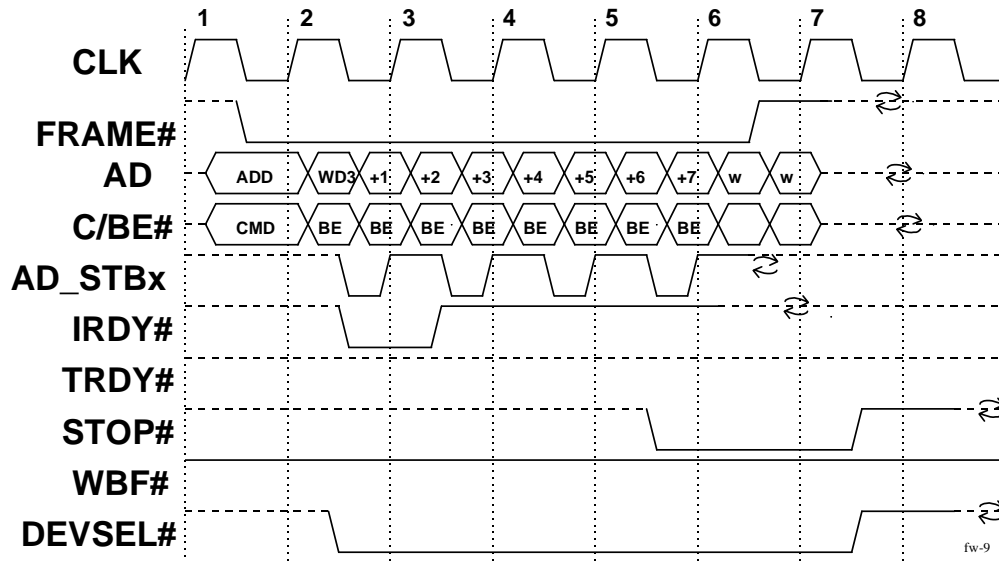 1 2 3 4 5 6 7 8
CLK
FRAME#
AD ADD WD3 +1 +2 +3 +4 +5 +6 +7 w w
C/BE# CMD BE BE BE BE BE BE BE BE
AD_STBx
IRDY#
TRDY#
STOP#
WBF#
DEVSEL#
fw-9